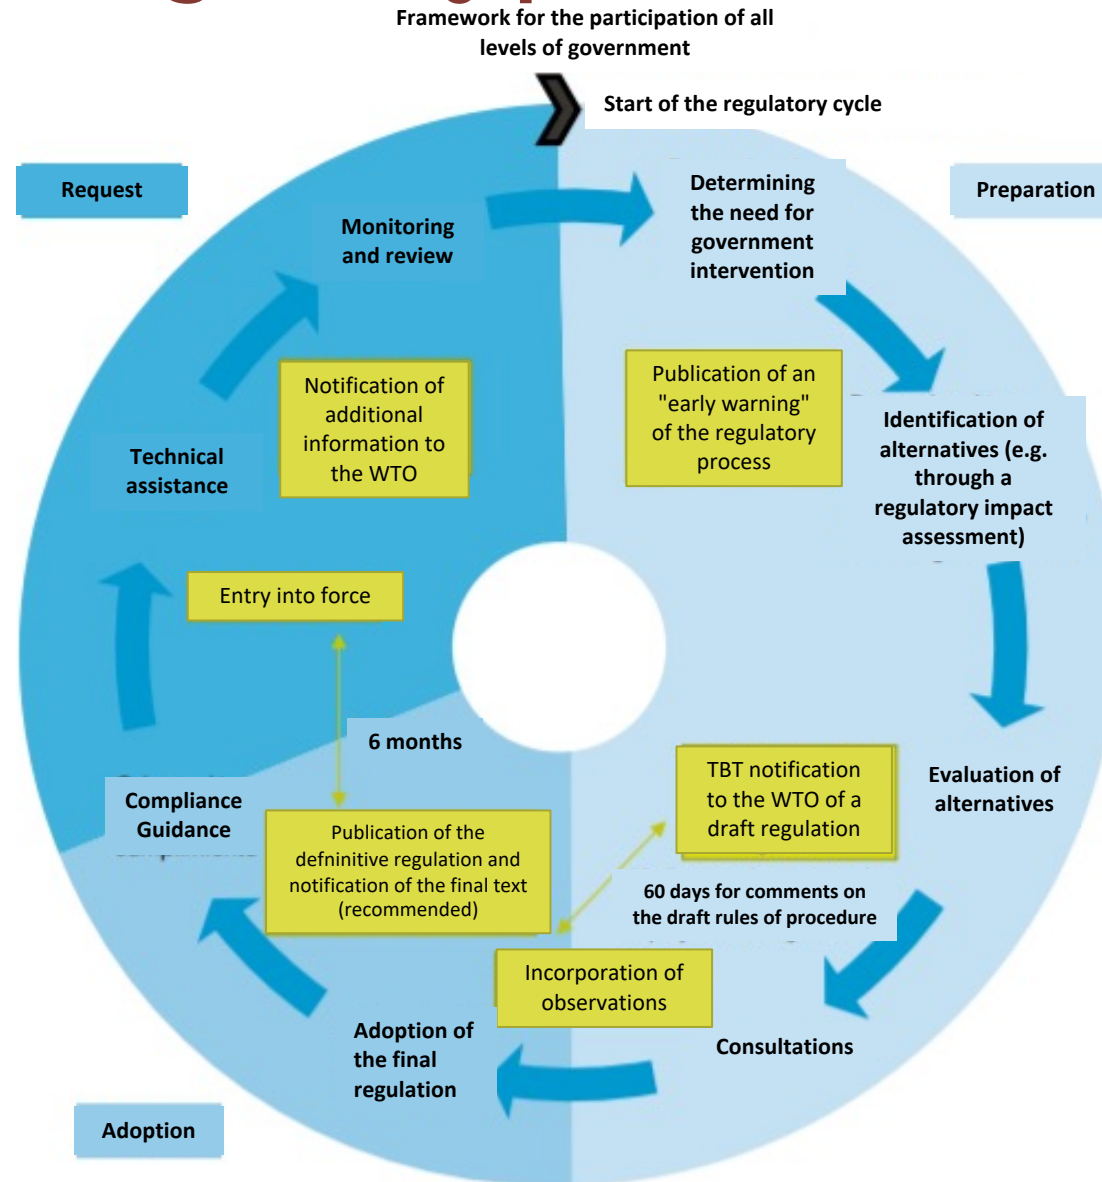 Framework for the participation of all
levels of government
Start of the regulatory cycle
Request
Preparation
Determining
the need for
government
intervention
Monitoring
and review
Notification of
additional
information to
the WTO
Publication of an
"early warning"
of the regulatory
process
Identification of
alternatives (e.g.
through a
regulatory impact
assessment)
Technical
assistance
Entry into force
6 months
Compliance
Guidance
Publication of the
defninitive regulation and
notification of the final text
(recommended)
TBT notification
to the WTO of a
draft regulation
Evaluation of
alternatives
60 days for comments on
the draft rules of procedure
Incorporation of
observations
Adoption of
the final
regulation
Consultations
Adoption